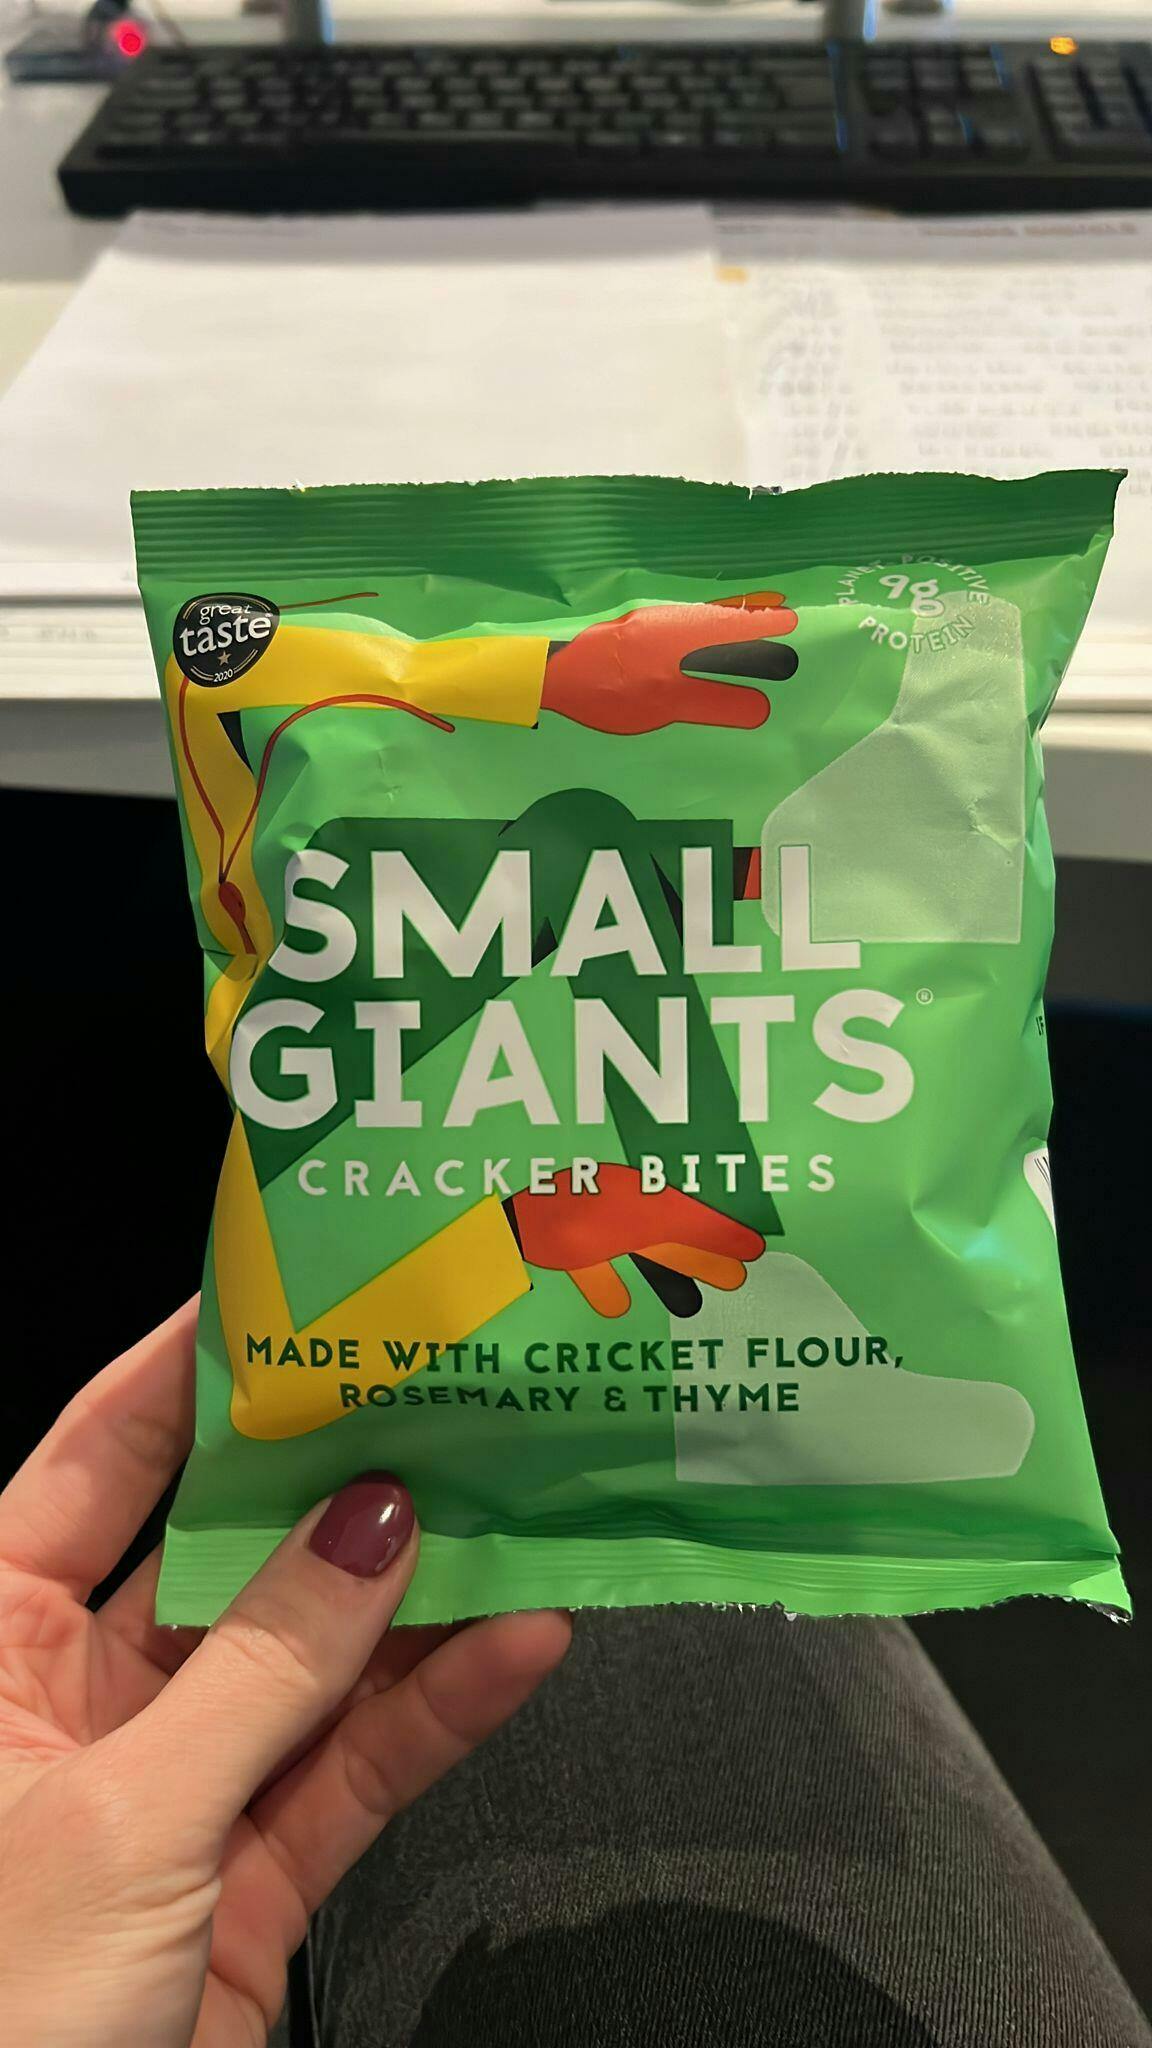 great
taste
2020
PLANET POSITIVE
9g
PROTEIN
SMALL
GIANTS®
CRACKER BITES
MADE WITH CRICKET FLOUR,
ROSEMARY & THYME